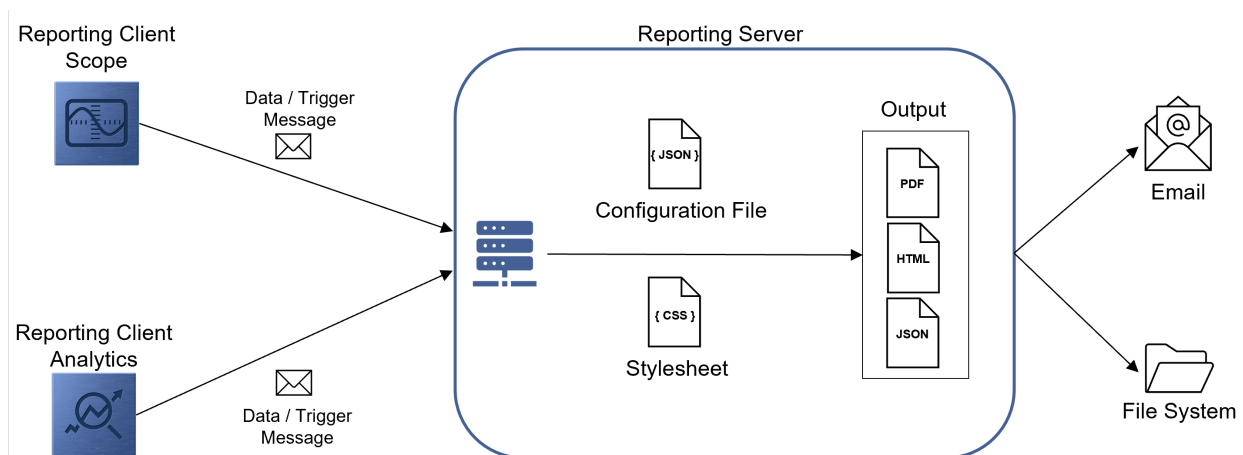 Reporting Client
Scope
Data / Trigger
Message
Reporting Server
{ JSON }
Configuration File
{ CSS }
Stylesheet
Output
PDF
HTML
JSON
@
Email
File System
Reporting Client
Analytics
Data / Trigger
Message